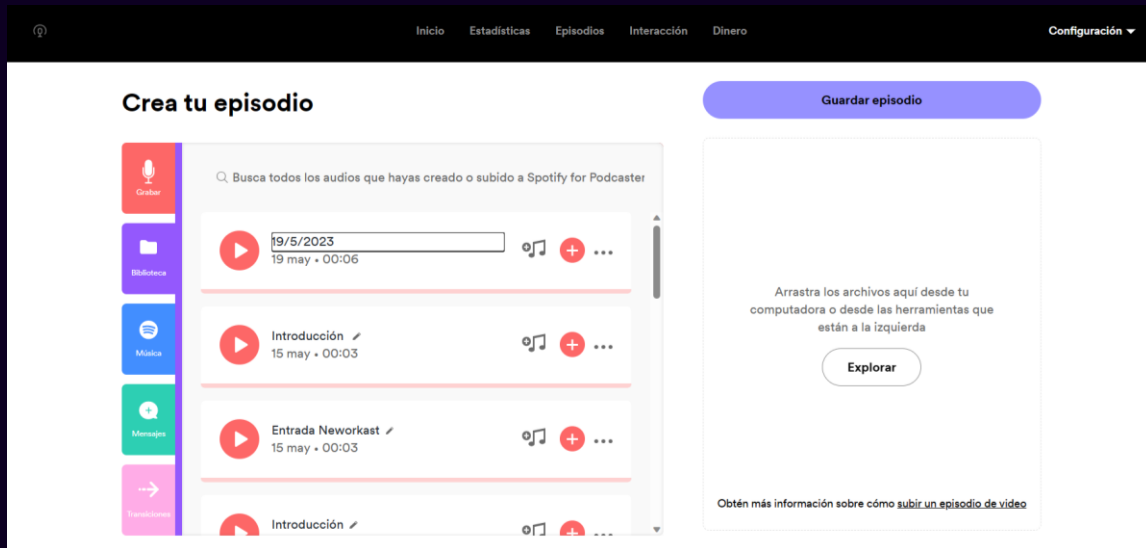 Inicio Estadísticas Episodios Interacción Dinero Configuración
Crea tu episodio
Guardar episodio
Grabar
Biblioteca
Música
Mensajes
Transiciones
Busca todos los audios que hayas creado o subido a Spotify for Podcaster
19/5/2023
19 may • 00:06
Introducción
15 may • 00:03
Entrada Neworkast
15 may • 00:03
Introducción
Arrastra los archivos aquí desde tu
computadora o desde las herramientas que
están a la izquierda
Explorar
Obtén más información sobre cómo subir un episodio de video